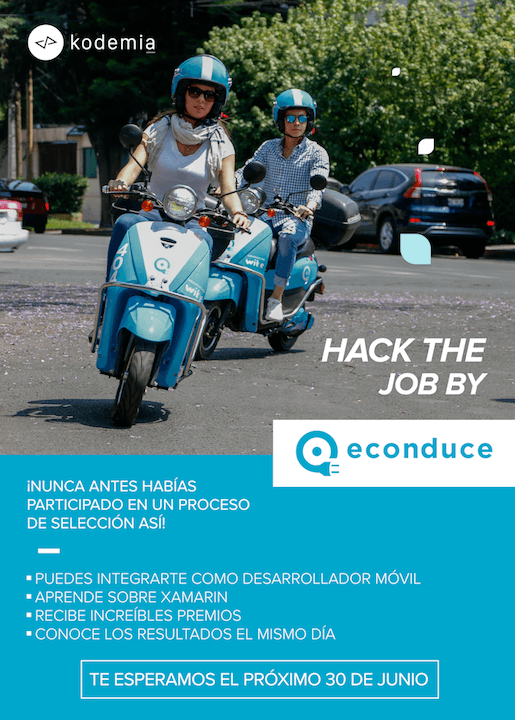 </> kodemia
HACK THE
JOB BY
econduce
¡NUNCA ANTES HABÍAS
PARTICIPADO EN UN PROCESO
DE SELECCIÓN ASÍ!
PUEDES INTEGRARTE COMO DESARROLLADOR MÓVIL
APRENDE SOBRE XAMARIN
RECIBE INCREÍBLES PREMIOS
CONOCE LOS RESULTADOS EL MISMO DÍA
TE ESPERAMOS EL PRÓXIMO 30 DE JUNIO